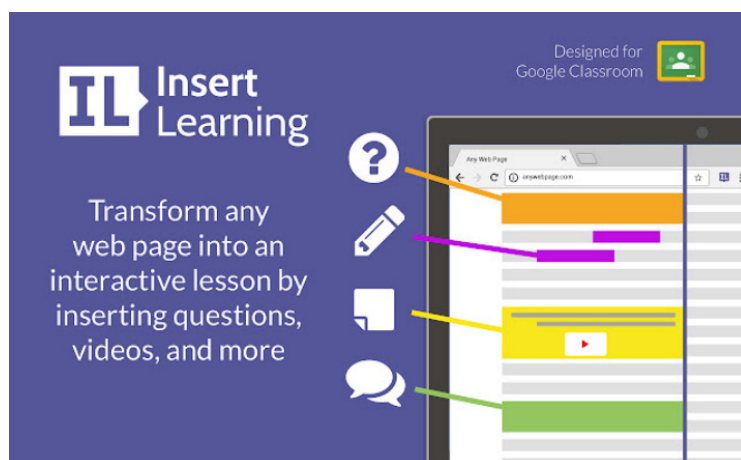 IL Insert
Learning
Designed for
Google Classroom
?
Any Web Page
anywebpage.com
Transform any
web page into an
interactive lesson by
inserting questions,
videos, and more